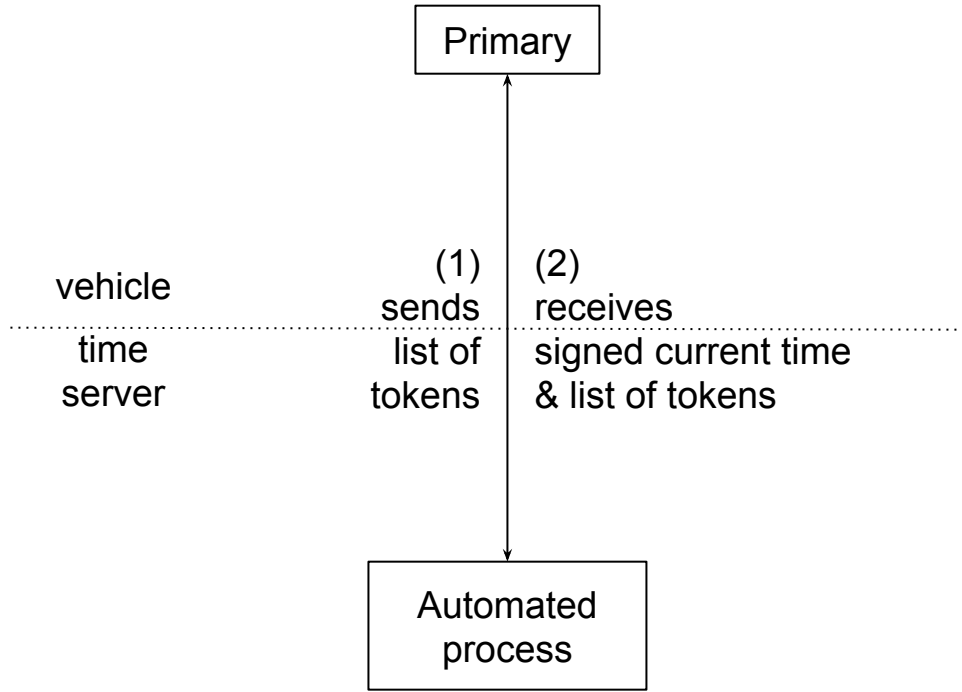 Primary
vehicle
(1)
sends
(2)
receives
time
server
list of
tokens
signed current time
& list of tokens
Automated
process